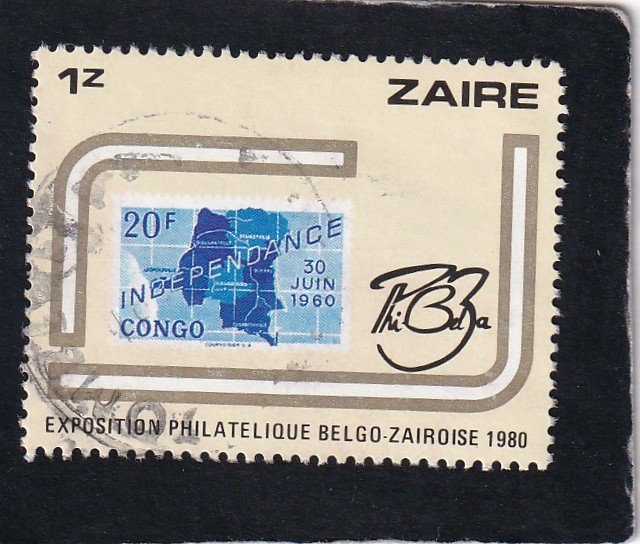 1Z ZAIRE
20F
INDEPENDANCE
30
JUIN
1960
CONGO
PhiBelZa
EXPOSITION PHILATELIQUE BELGO-ZAIROISE 1980